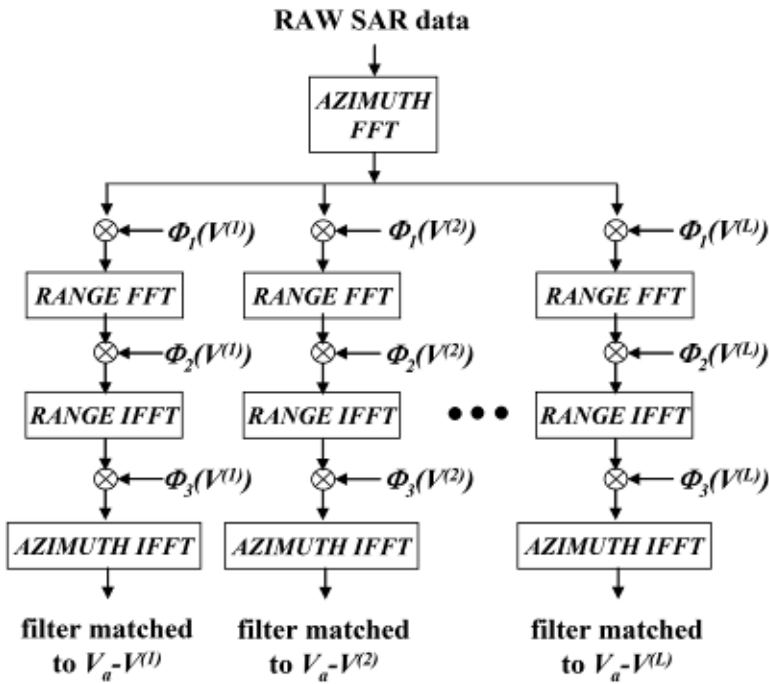 RAW SAR data
AZIMUTH
FFT
Φ₁(V⁽¹⁾) Φ₁(V⁽²⁾) Φ₁(V⁽ᴸ⁾)
RANGE FFT RANGE FFT RANGE FFT
Φ₂(V⁽¹⁾) Φ₂(V⁽²⁾) Φ₂(V⁽ᴸ⁾)
RANGE IFFT RANGE IFFT ••• RANGE IFFT
Φ₃(V⁽¹⁾) Φ₃(V⁽²⁾) Φ₃(V⁽ᴸ⁾)
AZIMUTH IFFT AZIMUTH IFFT AZIMUTH IFFT
filter matched filter matched filter matched
to Vₐ-V⁽¹⁾ to Vₐ-V⁽²⁾ to Vₐ-V⁽ᴸ⁾